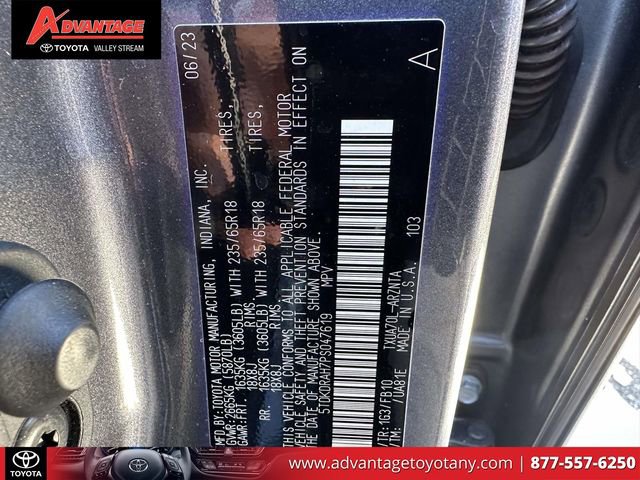 ADVANTAGE
TOYOTA VALLEY STREAM
MFD.BY:TOYOTA MOTOR MANUFACTURING, INDIANA, INC. 06/23
GVWR:2665KG (5870LB)
GAWR:FRT. 1635KG (3605LB) WITH 235/65R18 TIRES,
18X8J RIMS
RR. 1635KG (3605LB) WITH 235/65R18 TIRES,
18X8J RIMS
THIS VEHICLE CONFORMS TO ALL APPLICABLE FEDERAL MOTOR
VEHICLE SAFETY AND THEFT PREVENTION STANDARDS IN EFFECT ON
THE DATE OF MANUFACTURE SHOWN ABOVE.
MPV
A
C/TR:1G3/FB10 TXUA70L-ARZNTA
/UA81E MADE IN U.S.A.
103
TOYOTA
www.advantagetoyotany.com | 877-557-6250